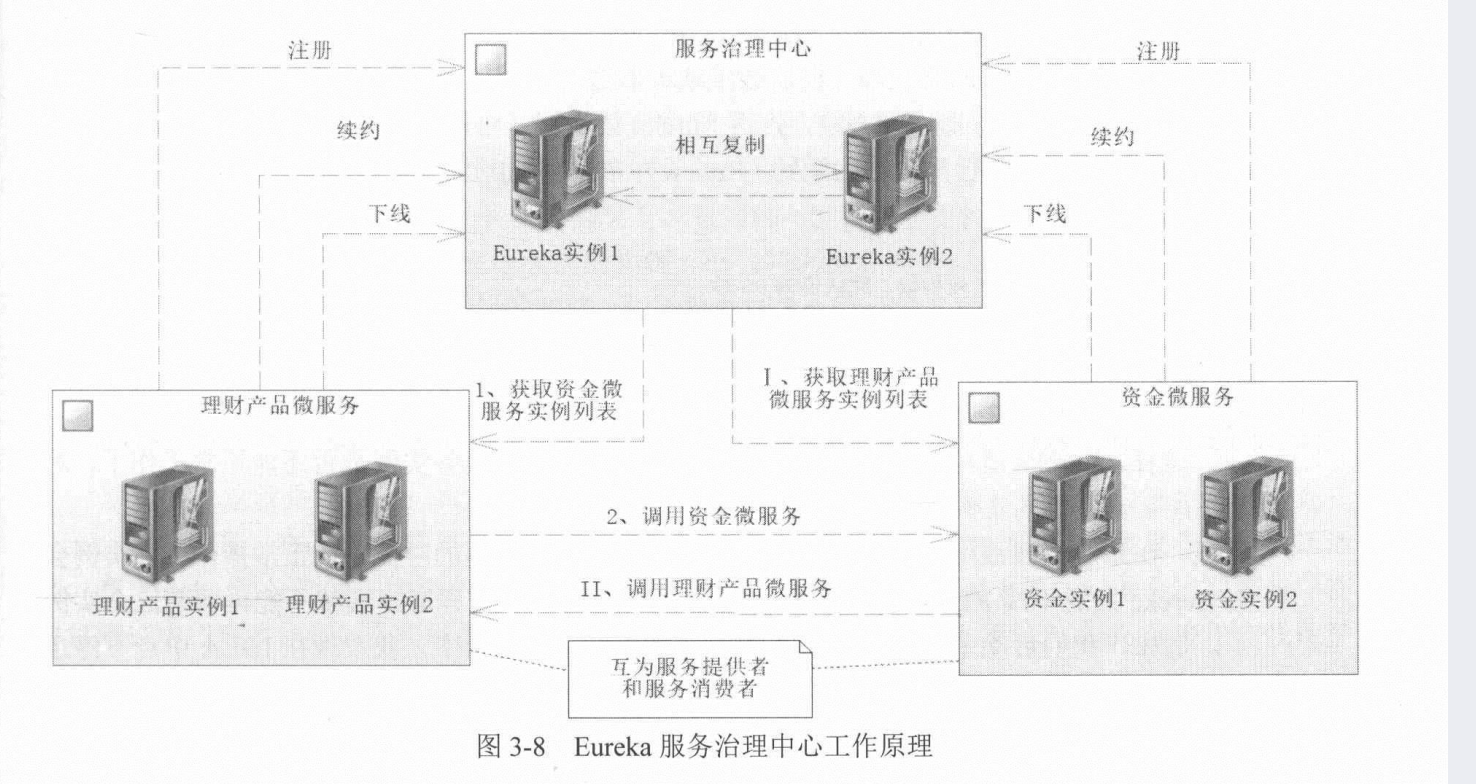 服务治理中心
注册
注册
续约
续约
相互复制
下线
下线
Eureka实例1
Eureka实例2
1、获取资金微
服务实例列表
I、获取理财产品
微服务实例列表
理财产品微服务
资金微服务
2、调用资金微服务
II、调用理财产品微服务
理财产品实例1
理财产品实例2
资金实例1
资金实例2
互为服务提供者
和服务消费者
图 3-8 Eureka 服务治理中心工作原理